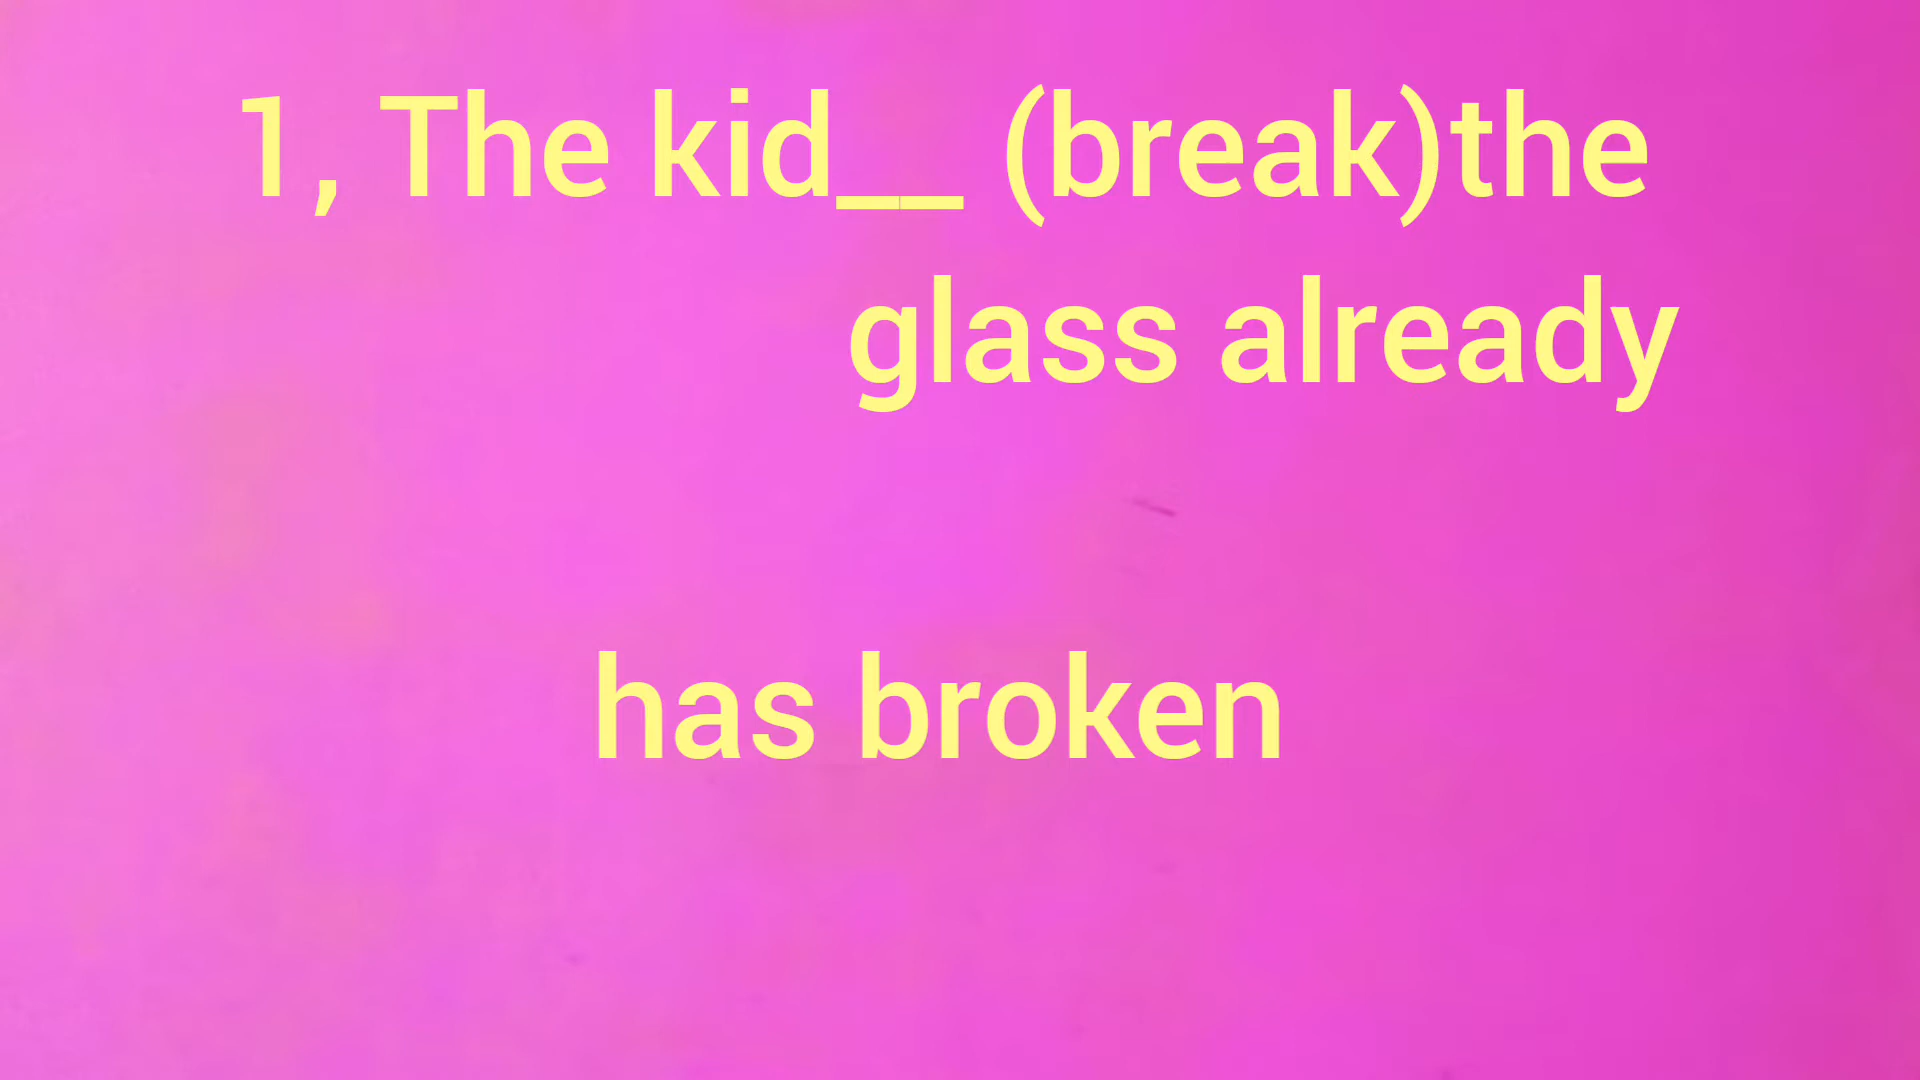 1, The kid__ (break)the
glass already
has broken